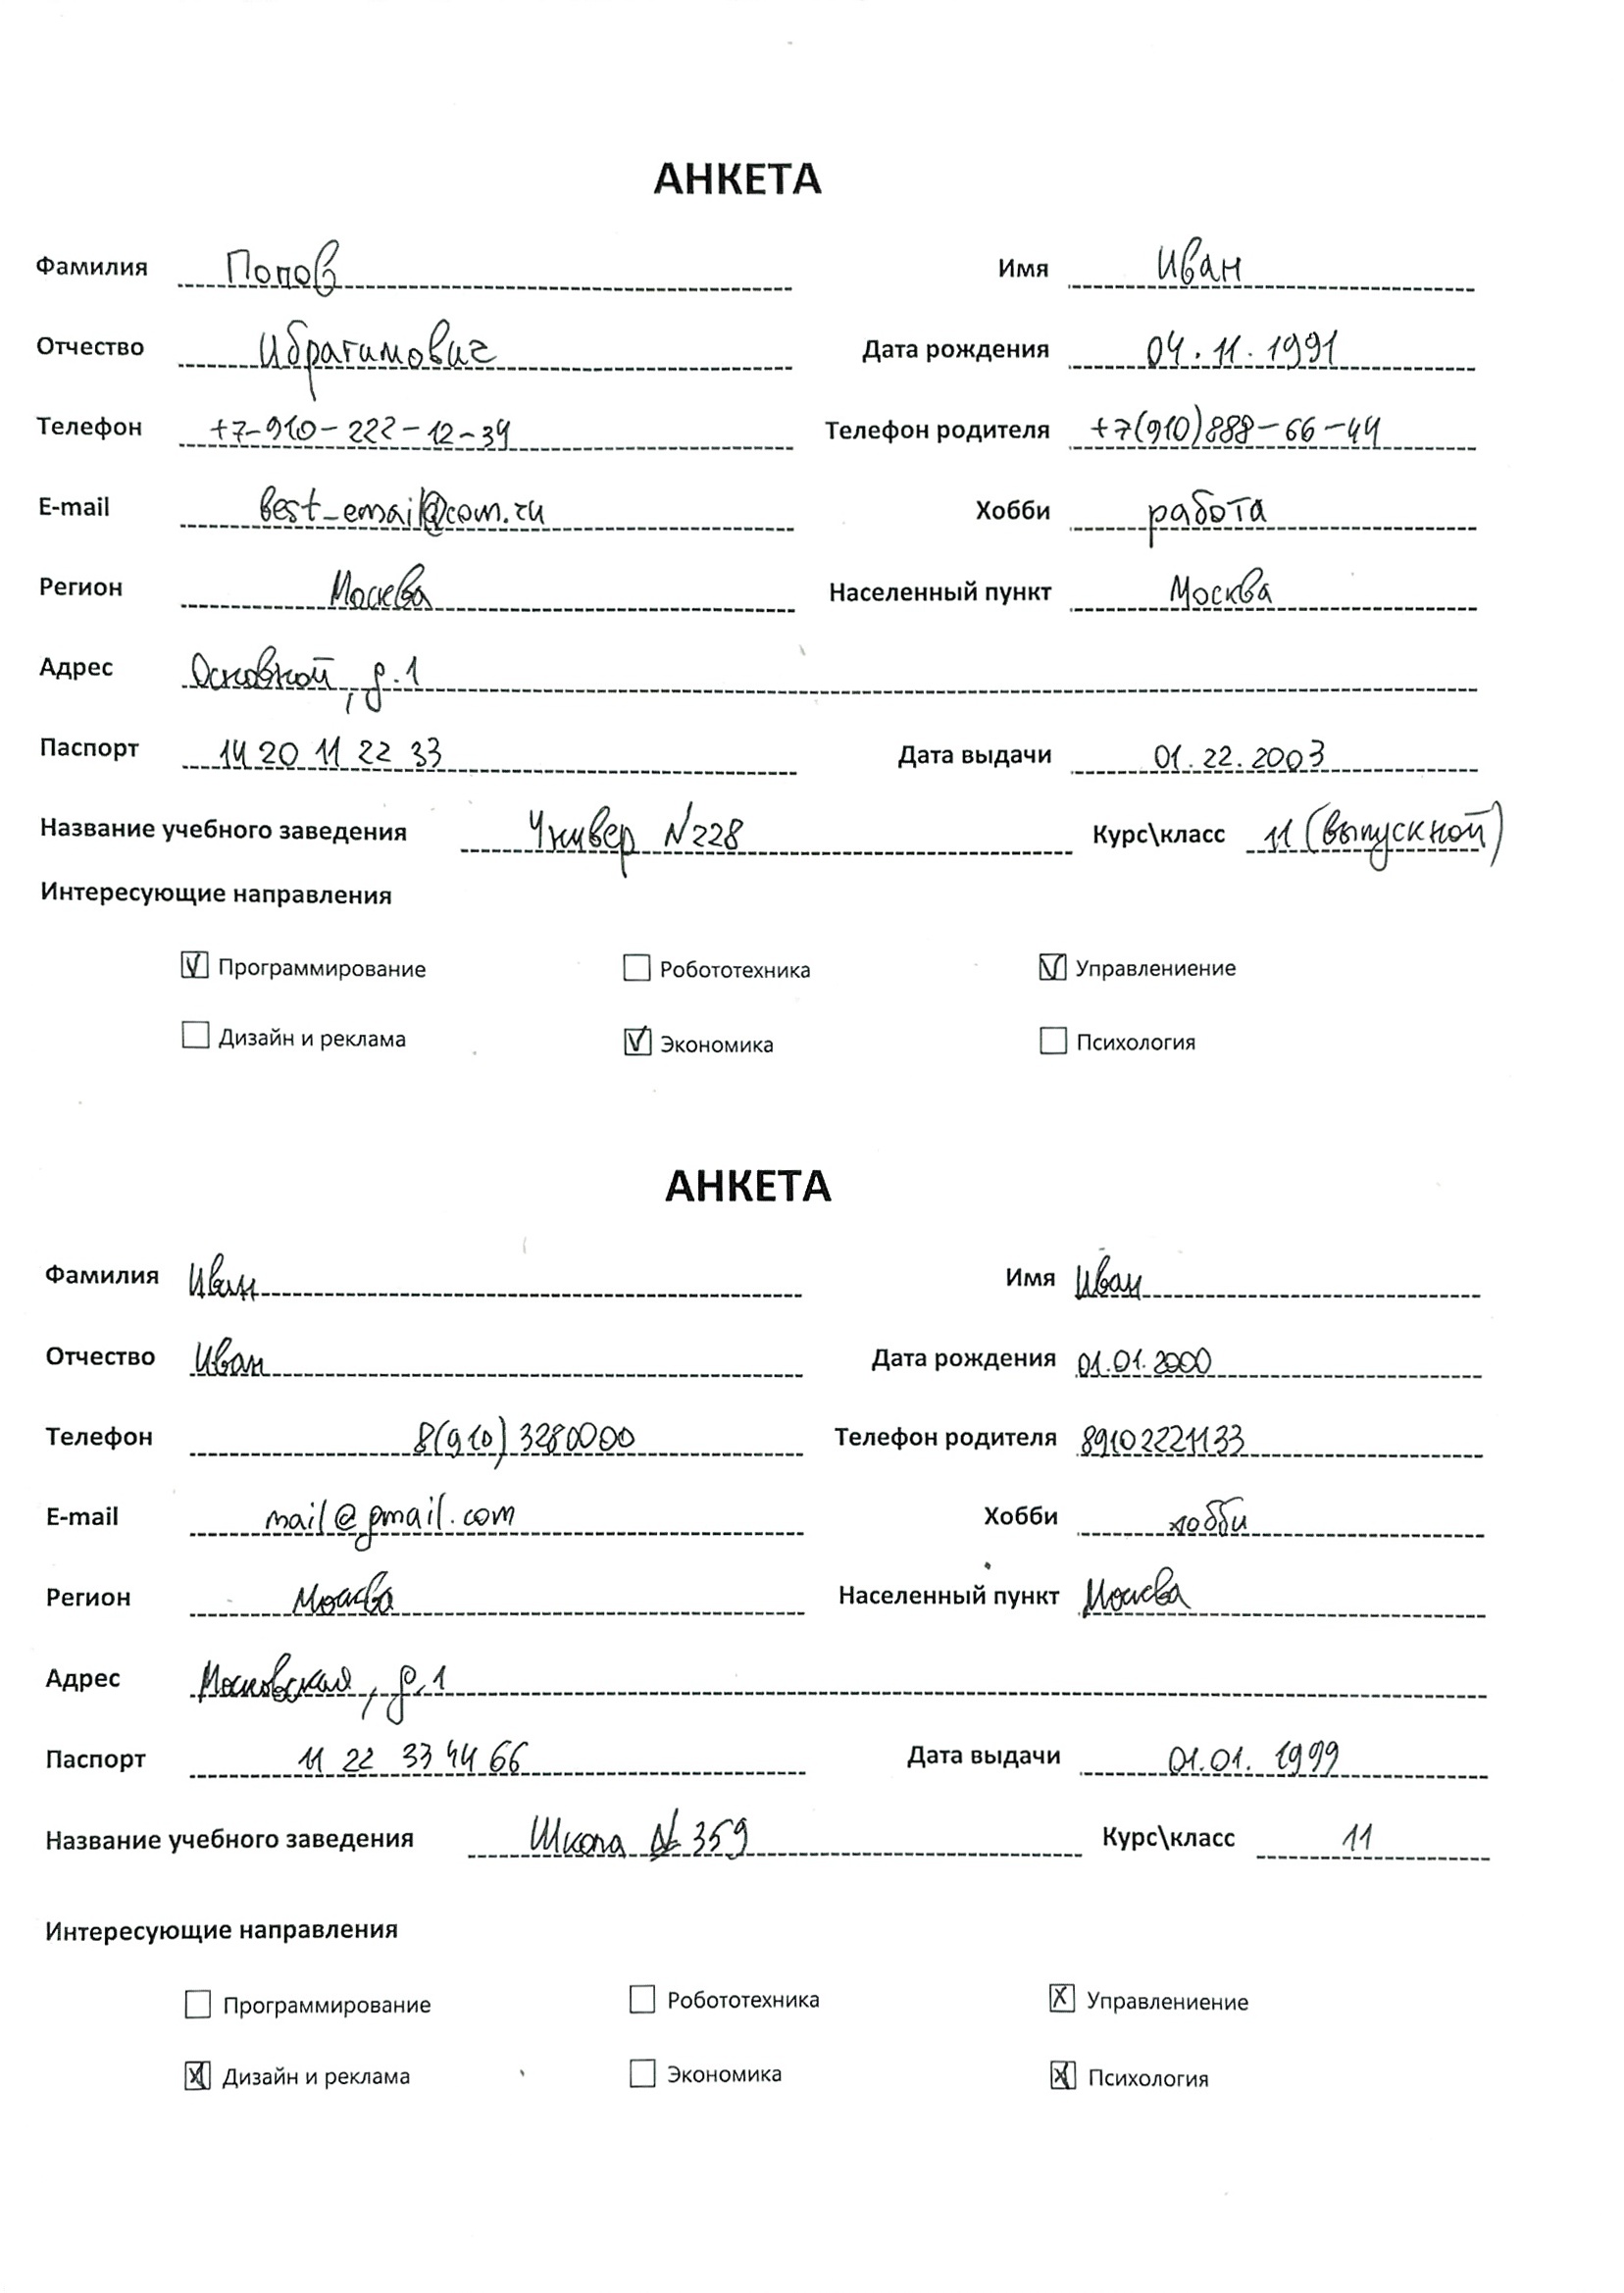 АНКЕТА
Фамилия Попов Имя Иван
Отчество Ибрагимович Дата рождения 04.11.1991
Телефон +7-910-222-12-39 Телефон родителя +7(910)888-66-44
E-mail best_email@com.ru Хобби работа
Регион Москва Населенный пункт Москва
Адрес Основной, д.1
Паспорт 14 20 11 22 33 Дата выдачи 01.22.2003
Название учебного заведения Универ N228 Курс\класс 11 (выпускной)
Интересующие направления
Программирование Робототехника Управлениение
Дизайн и реклама Экономика Психология
АНКЕТА
Фамилия Иван Имя Иван
Отчество Иван Дата рождения 01.01.2000
Телефон 8(910)3280000 Телефон родителя 89102221133
E-mail mail@gmail.com Хобби хобби
Регион Москва Населенный пункт Москва
Адрес Московская, д.1
Паспорт 11 22 33 44 66 Дата выдачи 01.01.1999
Название учебного заведения Школа № 359 Курс\класс 11
Интересующие направления
Программирование Робототехника Управлениение
Дизайн и реклама Экономика Психология